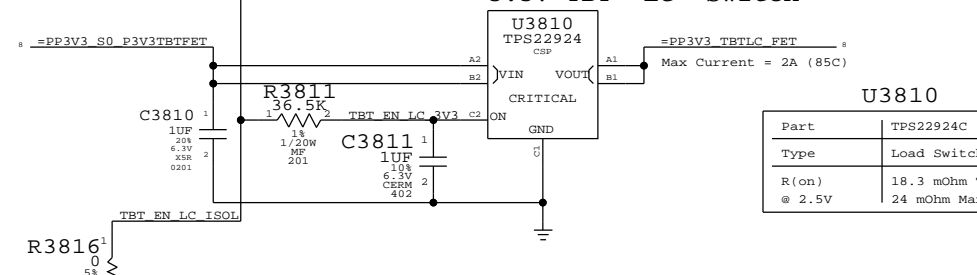 U3810
TPS22924
CSP
8 =PP3V3_S0_P3V3TBTFET
=PP3V3_TBTLC_FET 8
Max Current = 2A (85C)
A2
B2
VIN
VOUT
A1
B1
CRITICAL
R3811
36.5K
1 2
1%
1/20W
MF
201
TBT_EN_LC_3V3
C2
ON
GND
C1
C3810 1
1UF
20%
6.3V
X5R 2
0201
C3811 1
1UF
10%
6.3V
CERM 2
402
TBT_EN_LC_ISOL
R3816 1
0
5%
U3810
Part TPS22924C
Type Load Switch
R(on) 18.3 mOhm
@ 2.5V 24 mOhm